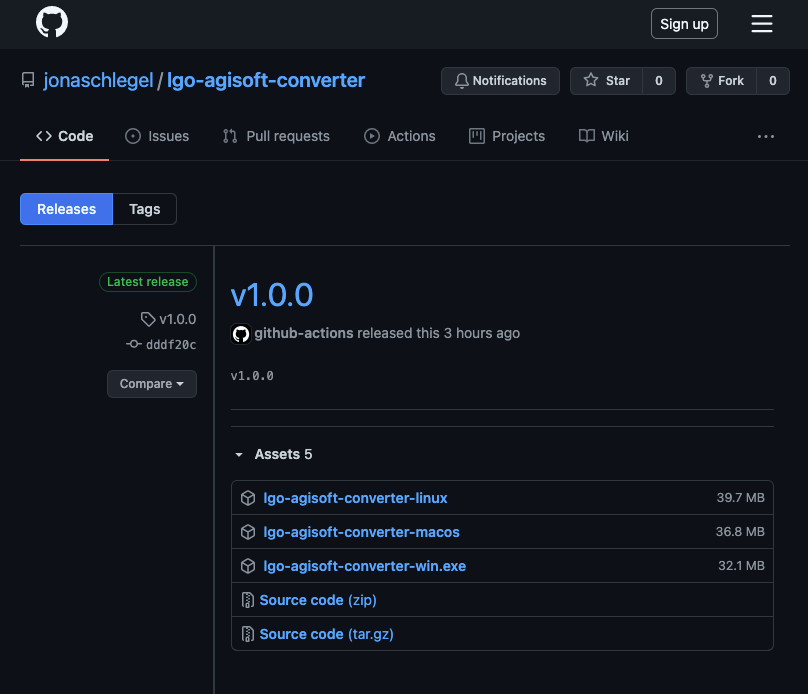 Sign up
jonaschlegel / lgo-agisoft-converter
Notifications
Star 0
Fork 0
Code Issues Pull requests Actions Projects Wiki
Releases Tags
Latest release
v1.0.0
dddf20c
Compare
v1.0.0
github-actions released this 3 hours ago
v1.0.0
Assets 5
lgo-agisoft-converter-linux 39.7 MB
lgo-agisoft-converter-macos 36.8 MB
lgo-agisoft-converter-win.exe 32.1 MB
Source code (zip)
Source code (tar.gz)